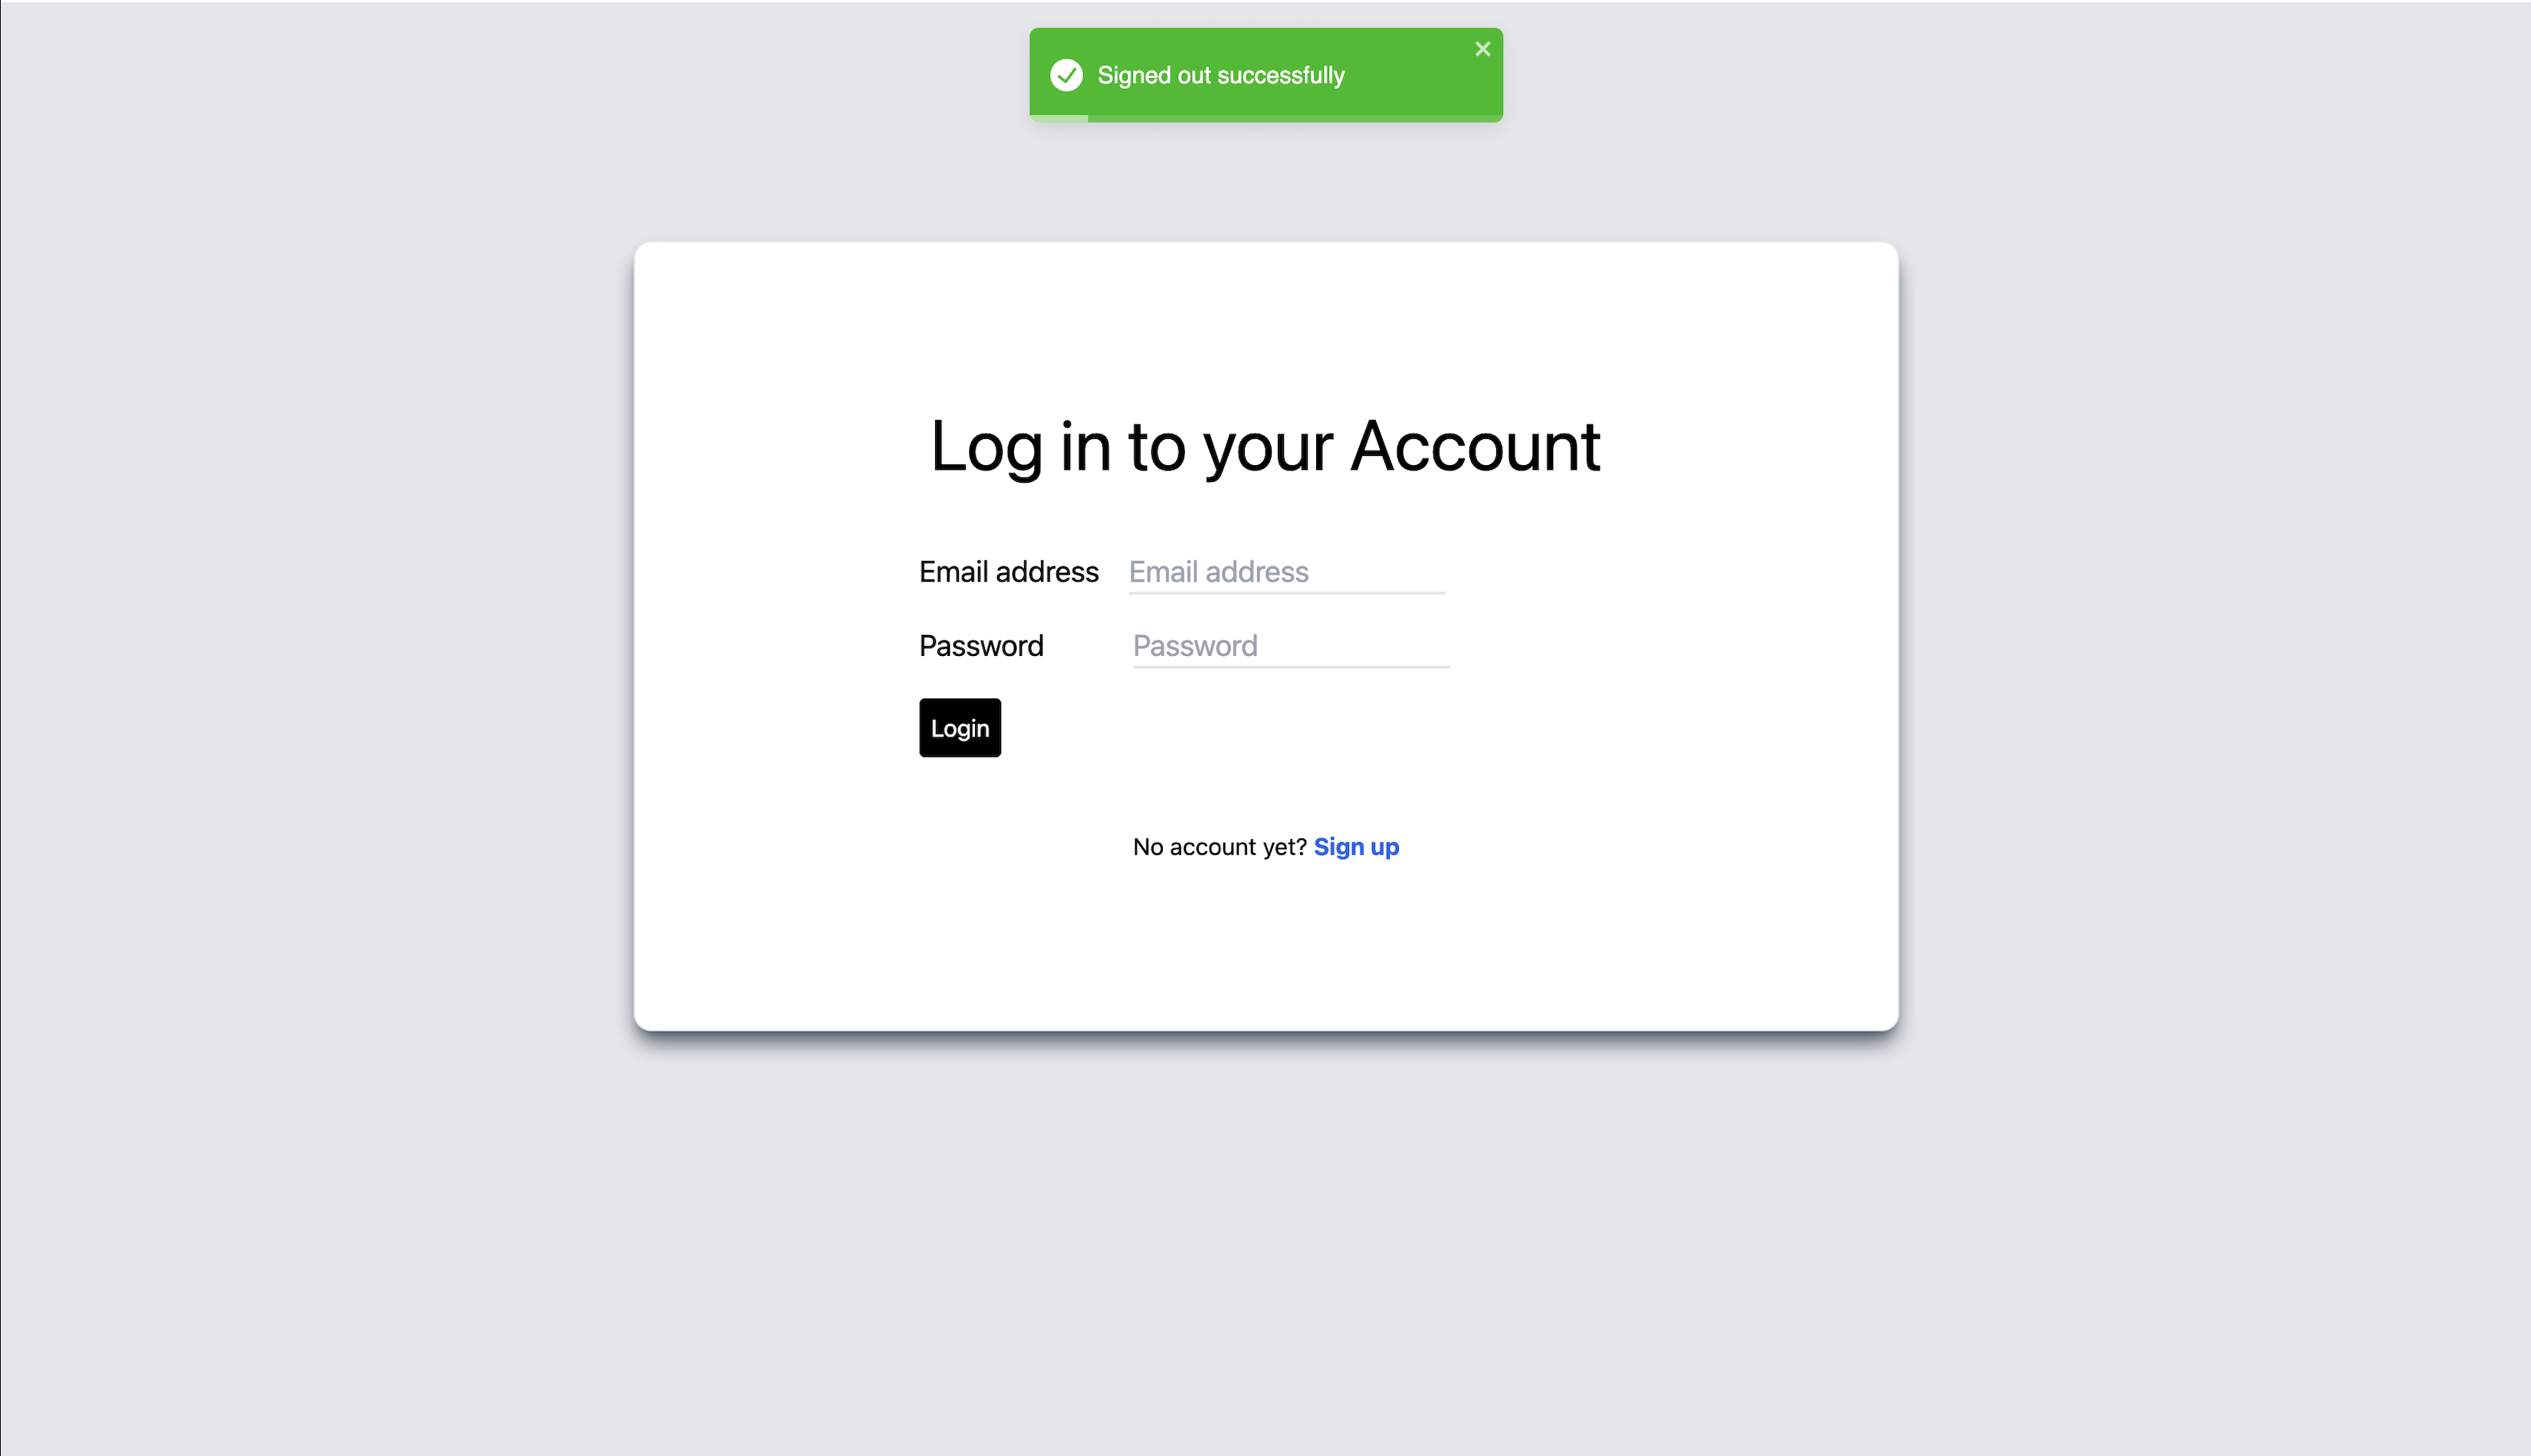 Signed out successfully
Log in to your Account
Email address Email address
Password Password
Login
No account yet? Sign up